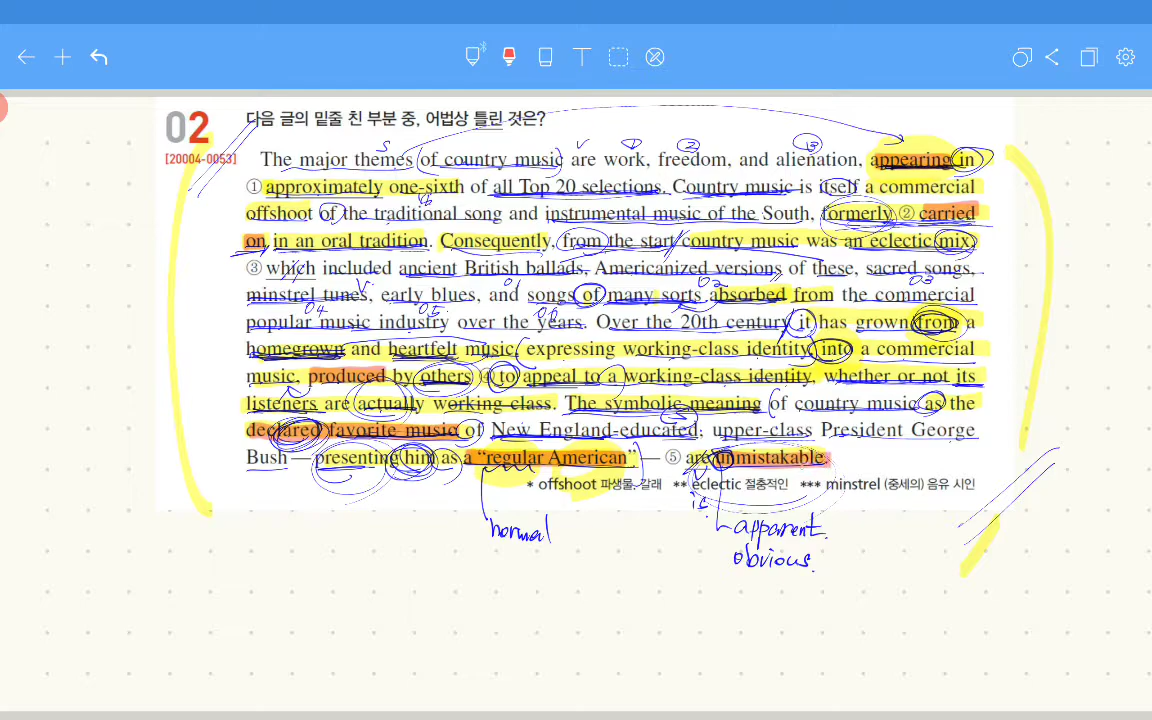 02 다음 글의 밑줄 친 부분 중, 어법상 틀린 것은?
[20004-0053]
The major themes of country music are work, freedom, and alienation, appearing in
① approximately one-sixth of all Top 20 selections. Country music is itself a commercial
offshoot of the traditional song and instrumental music of the South, formerly ② carried
on in an oral tradition. Consequently, from the start country music was an eclectic mix,
③ which included ancient British ballads, Americanized versions of these, sacred songs,
minstrel tunes, early blues, and songs of many sorts absorbed from the commercial
popular music industry over the years. Over the 20th century, it has grown from a
homegrown and heartfelt music, expressing working-class identity, into a commercial
music, produced by others ④ to appeal to a working-class identity, whether or not its
listeners are actually working class. The symbolic meaning of country music as the
declared favorite music of New England-educated, upper-class President George
Bush — presenting him as a “regular American” — ⑤ are unmistakable.
* offshoot 파생물, 갈래 ** eclectic 절충적인 *** minstrel (중세의) 음유 시인
is
normal
apparent.
obvious.